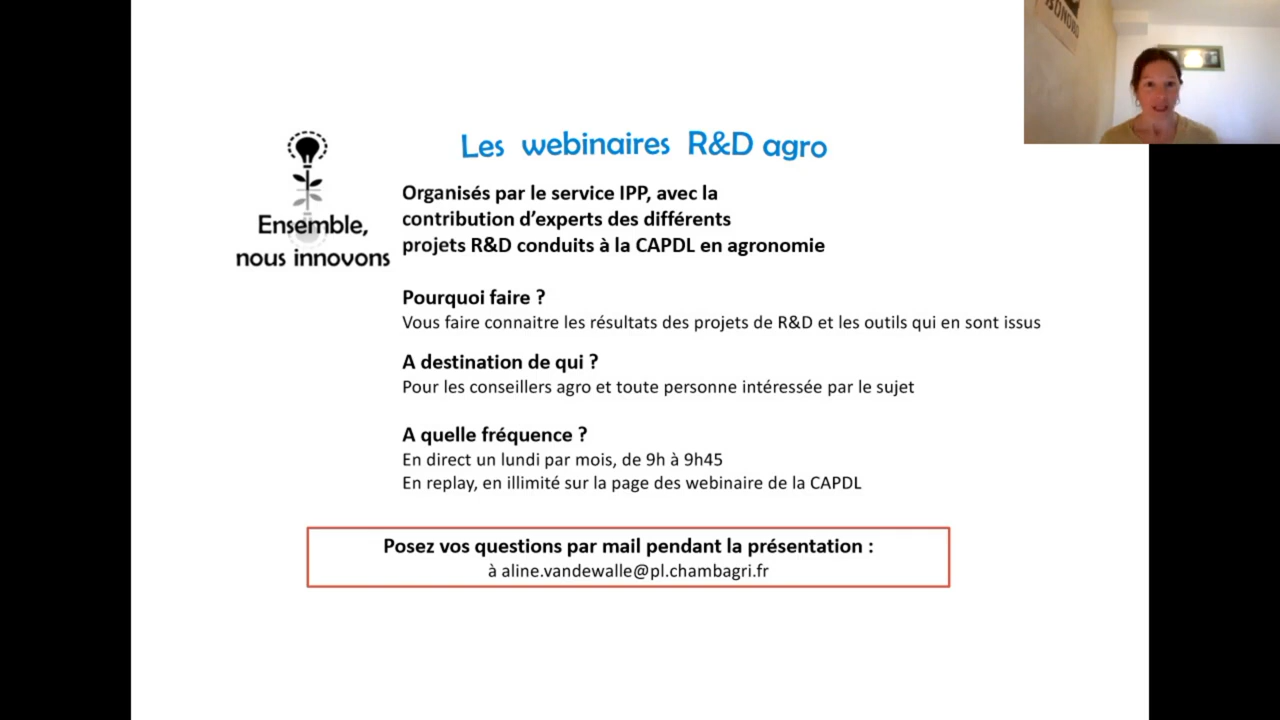 Les webinaires R&D agro
Ensemble,
nous innovons
Organisés par le service IPP, avec la
contribution d’experts des différents
projets R&D conduits à la CAPDL en agronomie
Pourquoi faire ?
Vous faire connaitre les résultats des projets de R&D et les outils qui en sont issus
A destination de qui ?
Pour les conseillers agro et toute personne intéressée par le sujet
A quelle fréquence ?
En direct un lundi par mois, de 9h à 9h45
En replay, en illimité sur la page des webinaire de la CAPDL
Posez vos questions par mail pendant la présentation :
à aline.vandewalle@pl.chambagri.fr